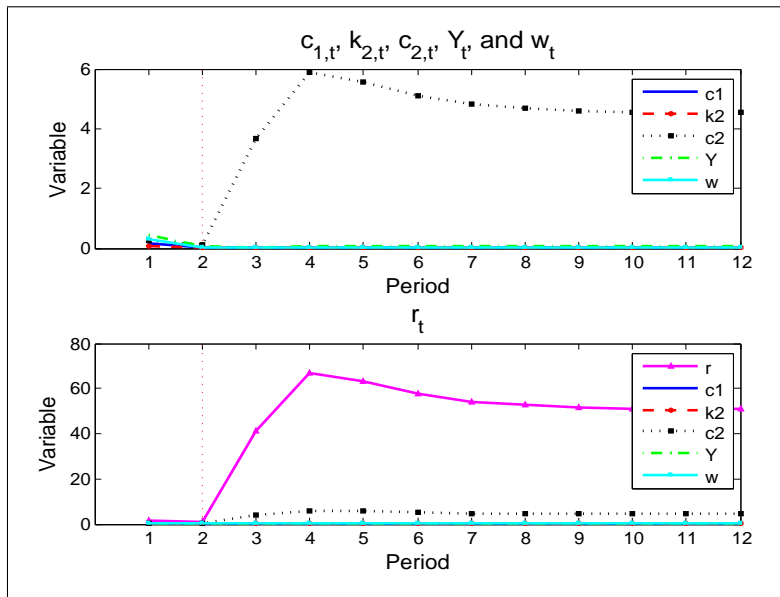 c1,t, k2,t, c2,t, Yt, and wt
6
4
2
0
Variable
1 2 3 4 5 6 7 8 9 10 11 12
Period
c1
k2
c2
Y
w
rt
80
60
40
20
0
Variable
1 2 3 4 5 6 7 8 9 10 11 12
Period
r
c1
k2
c2
Y
w